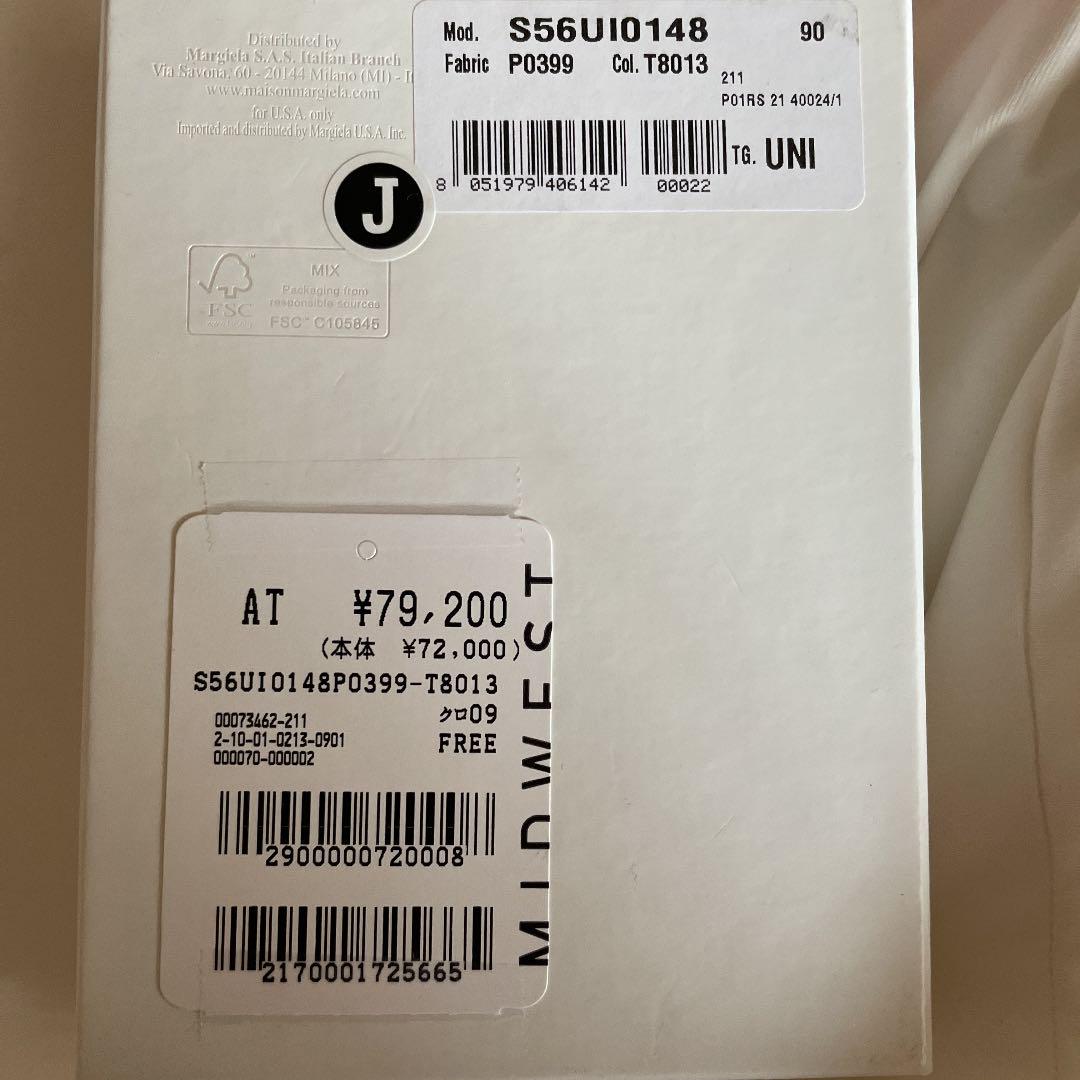 Distributed by
Margiela S.A.S. Italian Branch
Via Savona, 60 - 20144 Milano (MI) - It
www.maisonmargiela.com
for U.S.A. only
Imported and distributed by Margiela U.S.A. Inc.
Mod. S56UI0148 90
Fabric P0399 Col. T8013
211
P01RS 21 40024/1
TG. UNI
8 051979 406142 00022
J
MIX
Packaging from
responsible sources
FSC™ C105845
FSC
AT ¥79,200
(本体 ¥72,000)
S56UI0148P0399-T8013
クロ09
00073462-211
2-10-01-0213-0901
FREE
000070-000002
2900000720008
2170001725665
MIDWEST